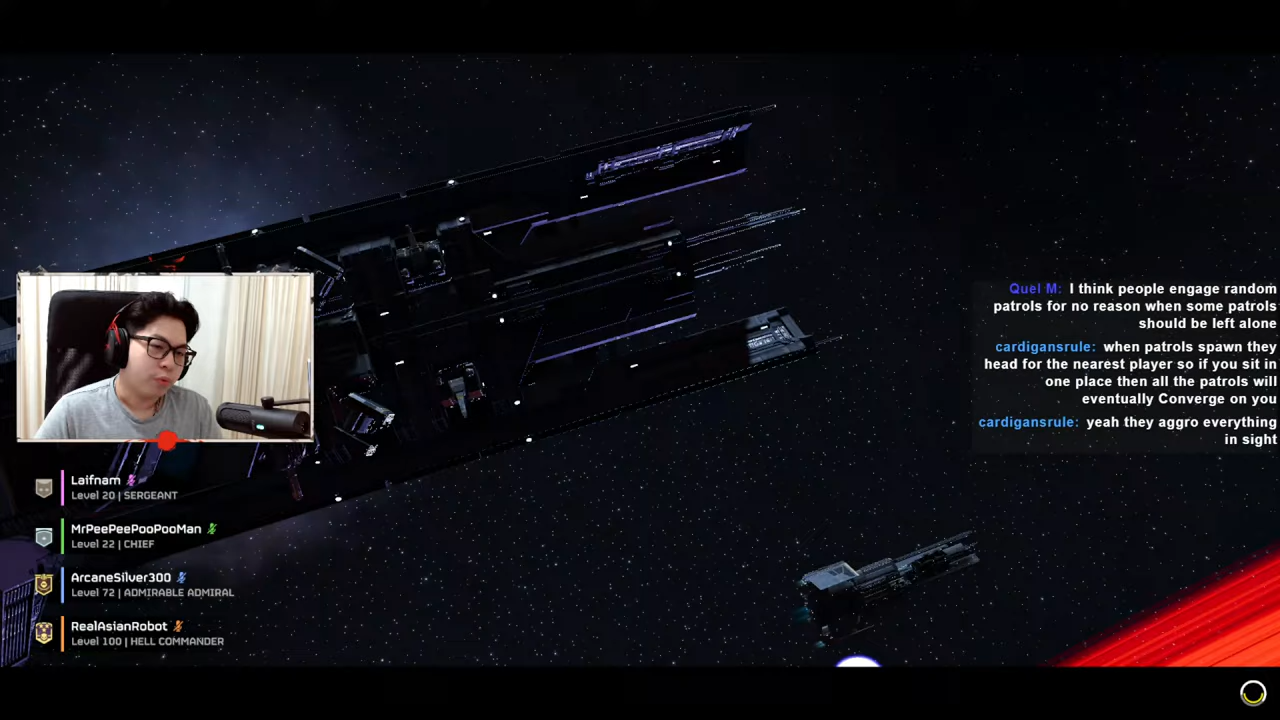 Quel M: I think people engage random
patrols for no reason when some patrols
should be left alone
cardigansrule: when patrols spawn they
head for the nearest player so if you sit in
one place then all the patrols will
eventually Converge on you
cardigansrule: yeah they aggro everything
in sight
Laifnam
Level 20 | SERGEANT
MrPeePeePooPooMan
Level 22 | CHIEF
ArcaneSilver300
Level 72 | ADMIRABLE ADMIRAL
RealAsianRobot
Level 100 | HELL COMMANDER